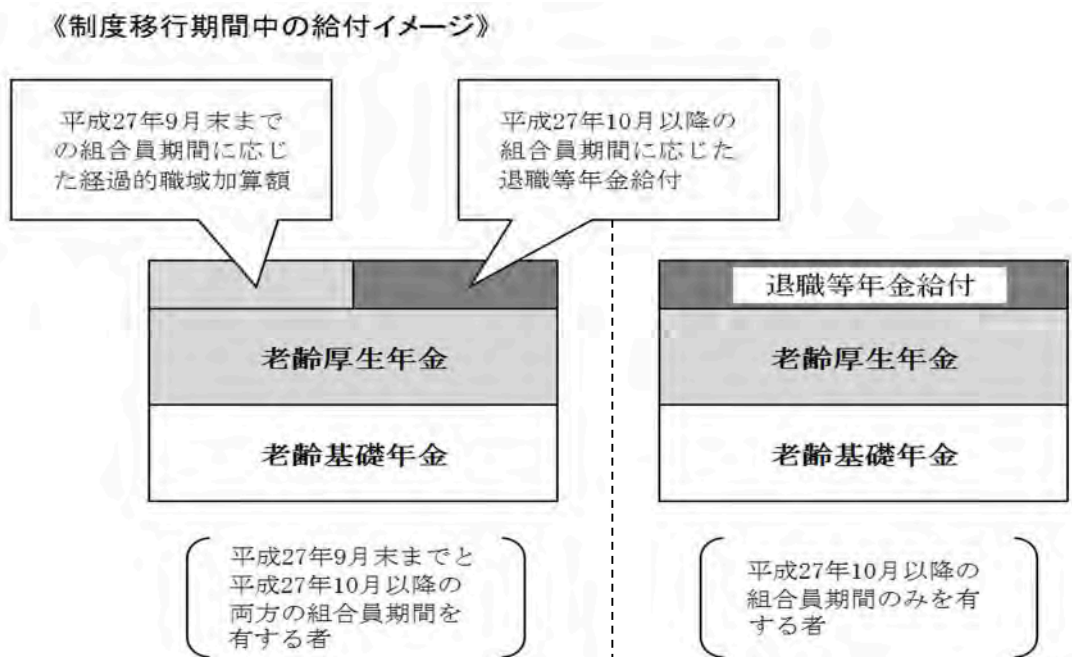 《制度移行期間中の給付イメージ》
平成27年9月末まで
の組合員期間に応じ
た経過的職域加算額
平成27年10月以降の
組合員期間に応じた
退職等年金給付
老齢厚生年金
老齢基礎年金
平成27年9月末までと
平成27年10月以降の
両方の組合員期間を
有する者
退職等年金給付
老齢厚生年金
老齢基礎年金
平成27年10月以降の
組合員期間のみを有
する者